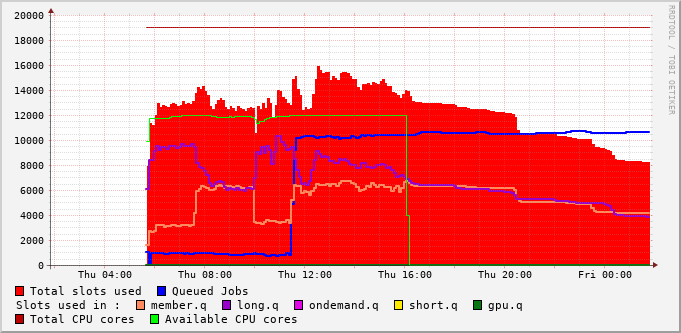 20000
18000
16000
14000
12000
10000
8000
6000
4000
2000
0
Thu 04:00 Thu 08:00 Thu 12:00 Thu 16:00 Thu 20:00 Fri 00:00
Total slots used Queued Jobs
Slots used in : member.q long.q ondemand.q short.q gpu.q
Total CPU cores Available CPU cores
RRDTOOL / TOBI OETIKER